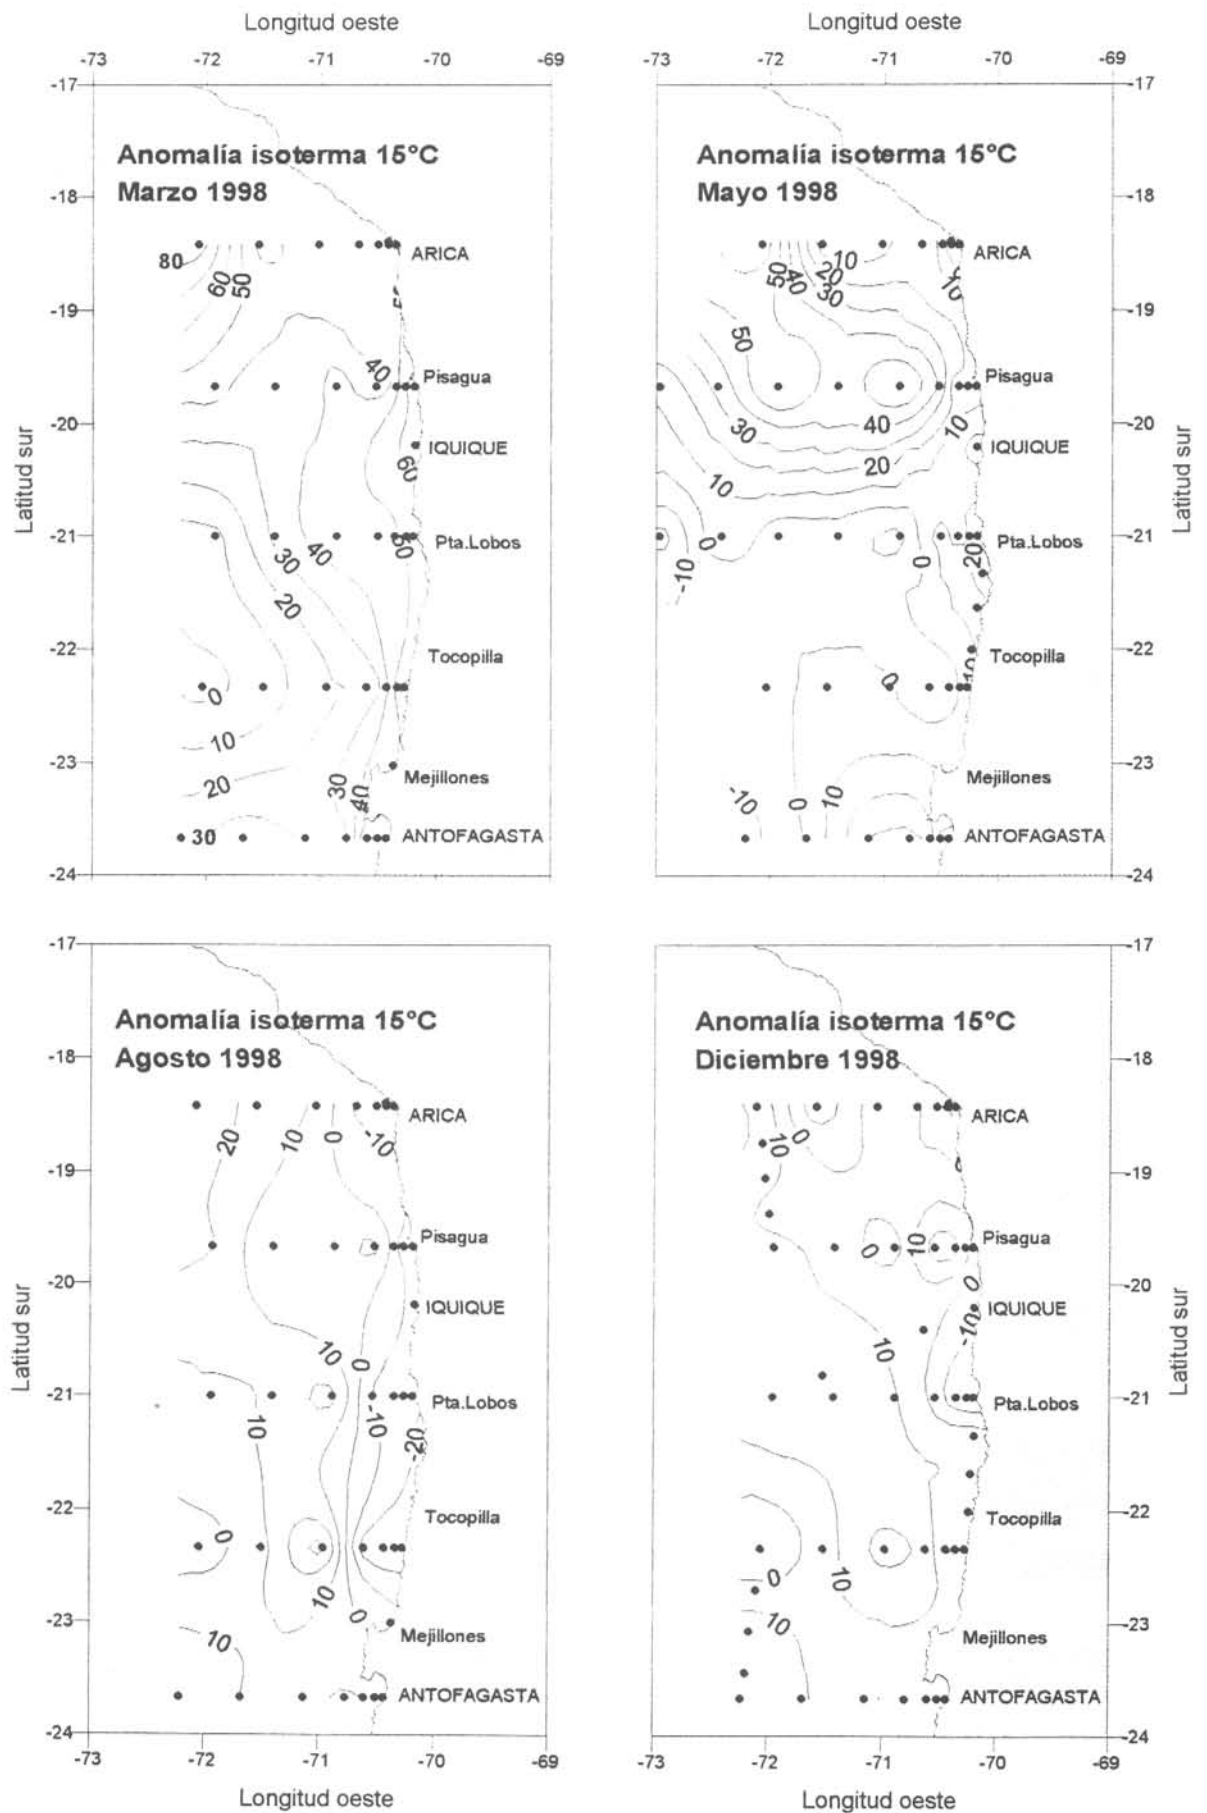 Longitud oeste
Longitud oeste
-73 -72 -71 -70 -69
-73 -72 -71 -70 -69
-17
-18
-19
-20
-21
-22
-23
-24
Latitud sur
Anomalía isoterma 15°C
Marzo 1998
ARICA
Pisagua
IQUIQUE
Pta.Lobos
Tocopilla
Mejillones
ANTOFAGASTA
80
60
50
40
60
50
40
30
20
0
10
20
30
40
30
Anomalía isoterma 15°C
Mayo 1998
ARICA
Pisagua
IQUIQUE
Pta.Lobos
Tocopilla
Mejillones
ANTOFAGASTA
10
20
30
50
40
10
50
40
30
20
10
10
0
-10
0
20
0
10
-10
0
10
-17
-18
-19
-20
-21
-22
-23
-24
Latitud sur
-17
-18
-19
-20
-21
-22
-23
-24
Latitud sur
Anomalía isoterma 15°C
Agosto 1998
ARICA
Pisagua
IQUIQUE
Pta.Lobos
Tocopilla
Mejillones
ANTOFAGASTA
20
10
0
-10
10
0
10
-10
-20
0
10
0
10
Anomalía isoterma 15°C
Diciembre 1998
ARICA
Pisagua
IQUIQUE
Pta.Lobos
Tocopilla
Mejillones
ANTOFAGASTA
10
0
0
10
0
-10
10
0
10
10
-17
-18
-19
-20
-21
-22
-23
-24
Latitud sur
-73 -72 -71 -70 -69
-73 -72 -71 -70 -69
Longitud oeste
Longitud oeste